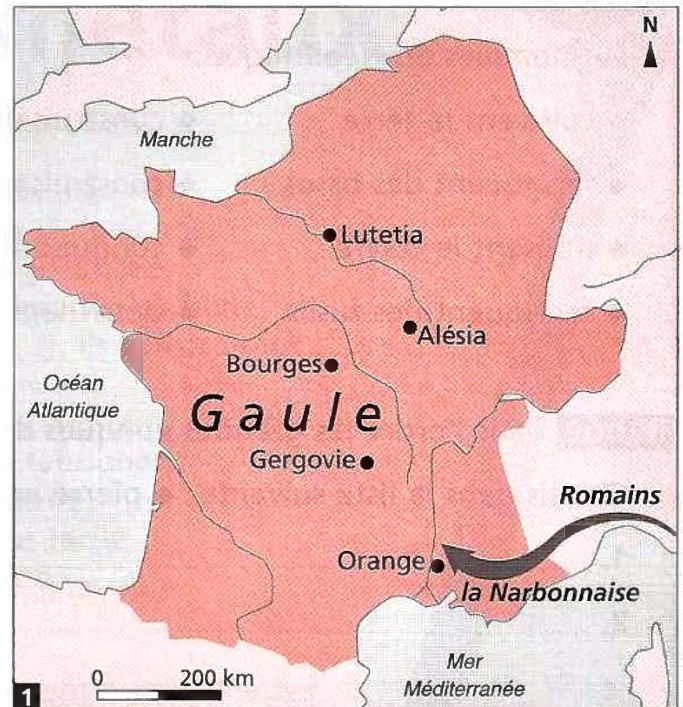 N
Manche
Lutetia
Alésia
Bourges
Océan
Atlantique
Gaule
Gergovie
Romains
Orange
la Narbonnaise
Mer
Méditerranée
0 200 km
1